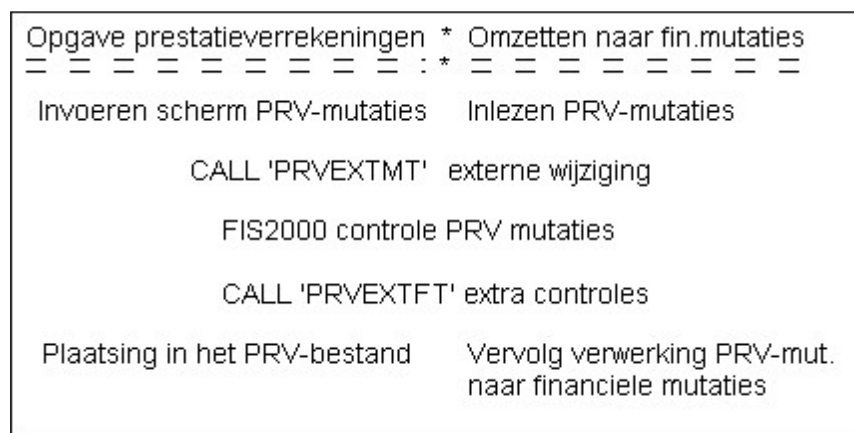 Opgave prestatieverrekeningen * Omzetten naar fin.mutaties
= = = = = = = = = : * = = = = = = = =
Invoeren scherm PRV-mutaties Inlezen PRV-mutaties
CALL 'PRVEXTMT' externe wijziging
FIS2000 controle PRV mutaties
CALL 'PRVEXTFT' extra controles
Plaatsing in het PRV-bestand Vervolg verwerking PRV-mut.
naar financiele mutaties